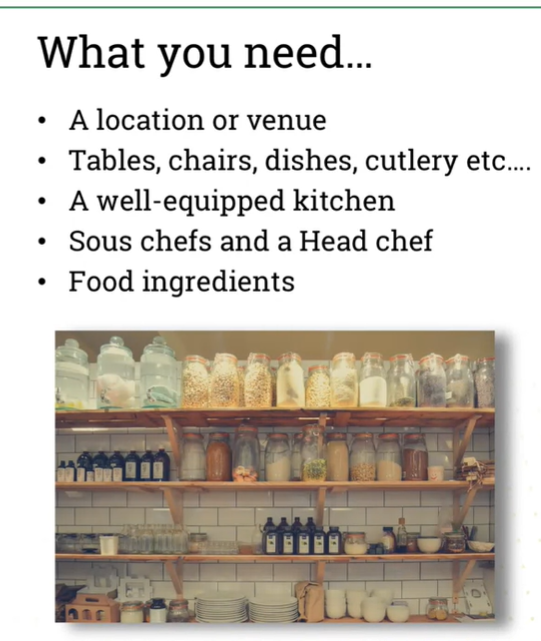 What you need...
• A location or venue
• Tables, chairs, dishes, cutlery etc....
• A well-equipped kitchen
• Sous chefs and a Head chef
• Food ingredients